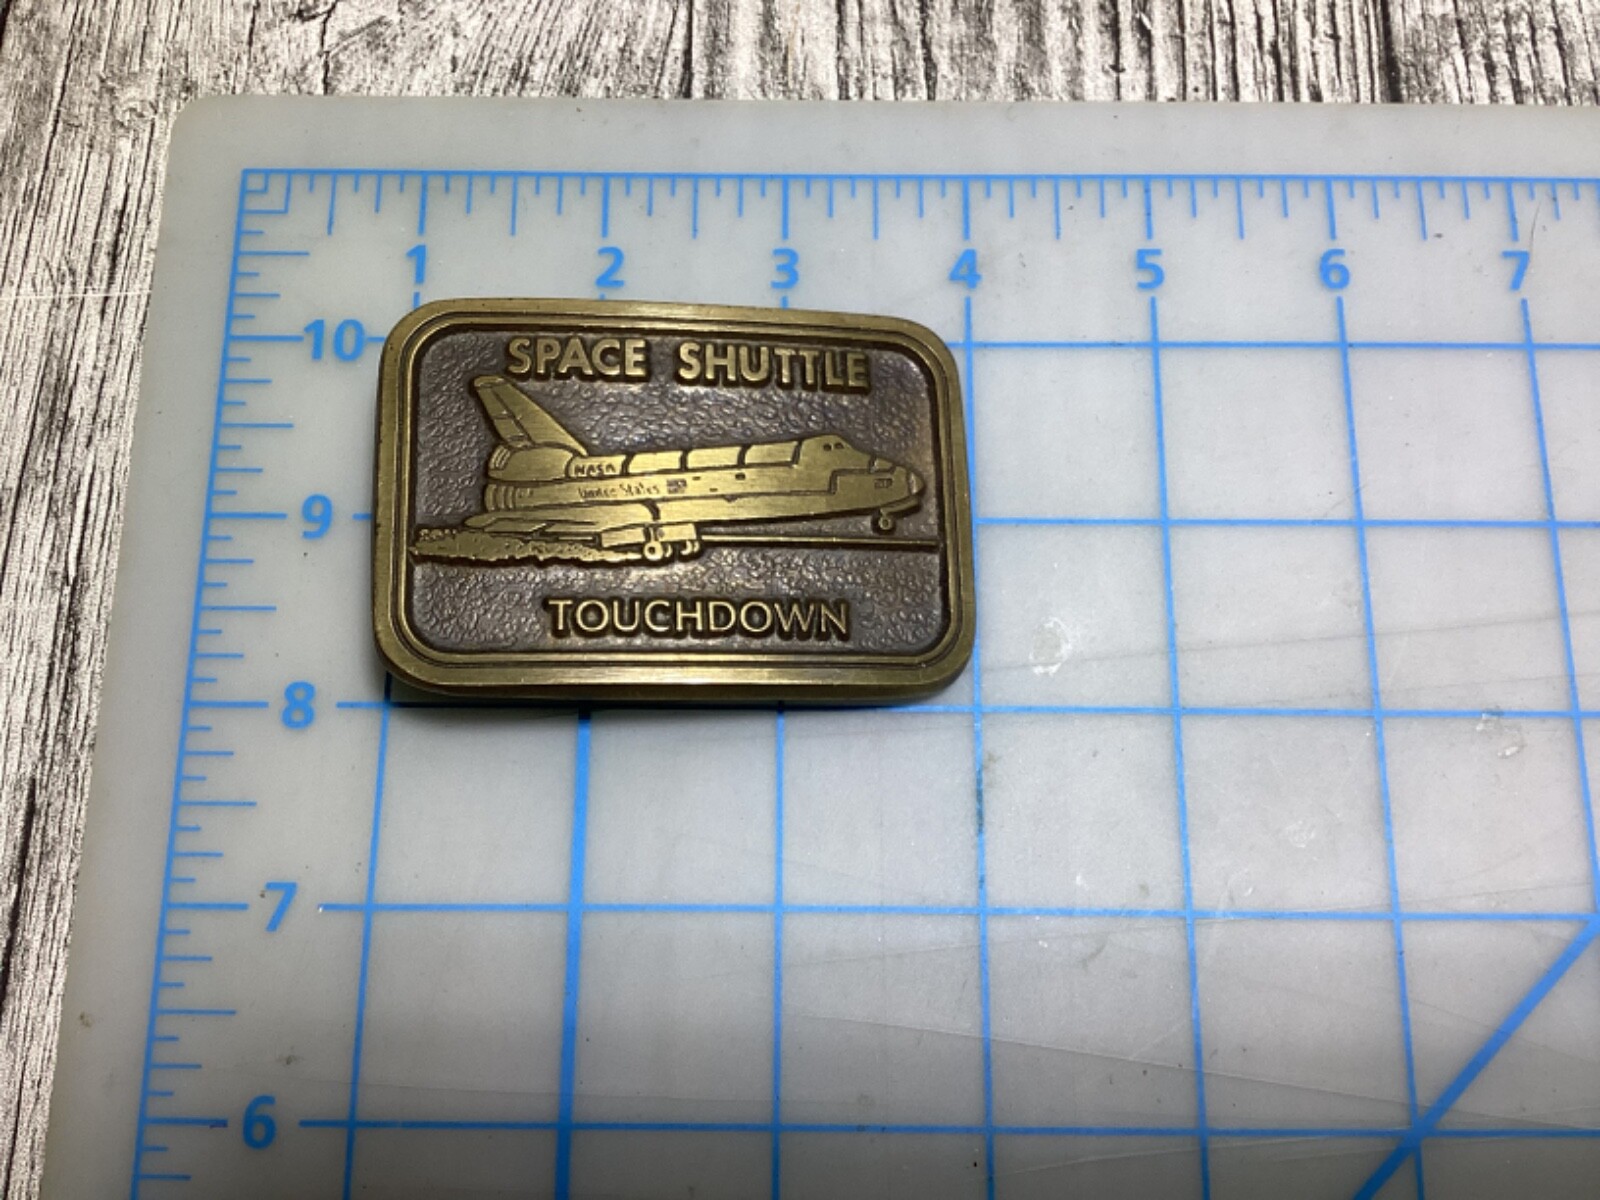 1 2 3 4 5 6 7
10
SPACE SHUTTLE
NASA
United States
9
TOUCHDOWN
8
7
6